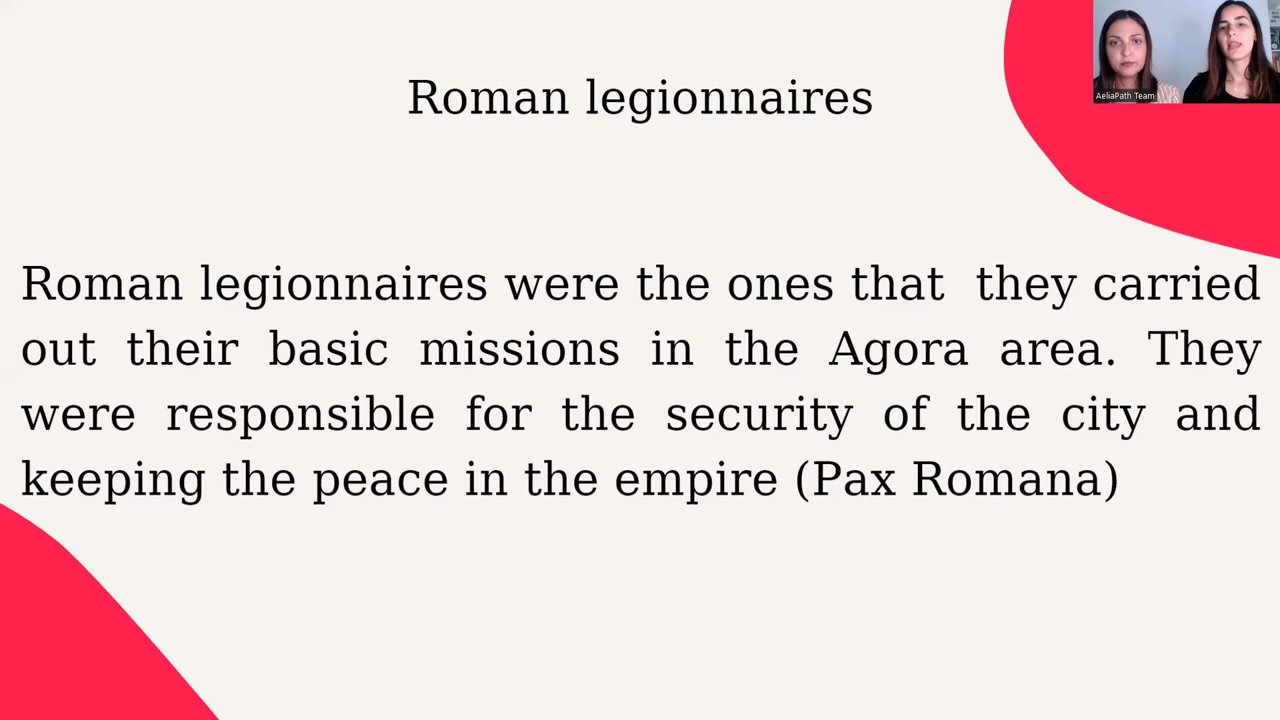 AeliaPath Team
Roman legionnaires
Roman legionnaires were the ones that  they carried
out their basic missions in the Agora area. They
were responsible for the security of the city and
keeping the peace in the empire (Pax Romana)